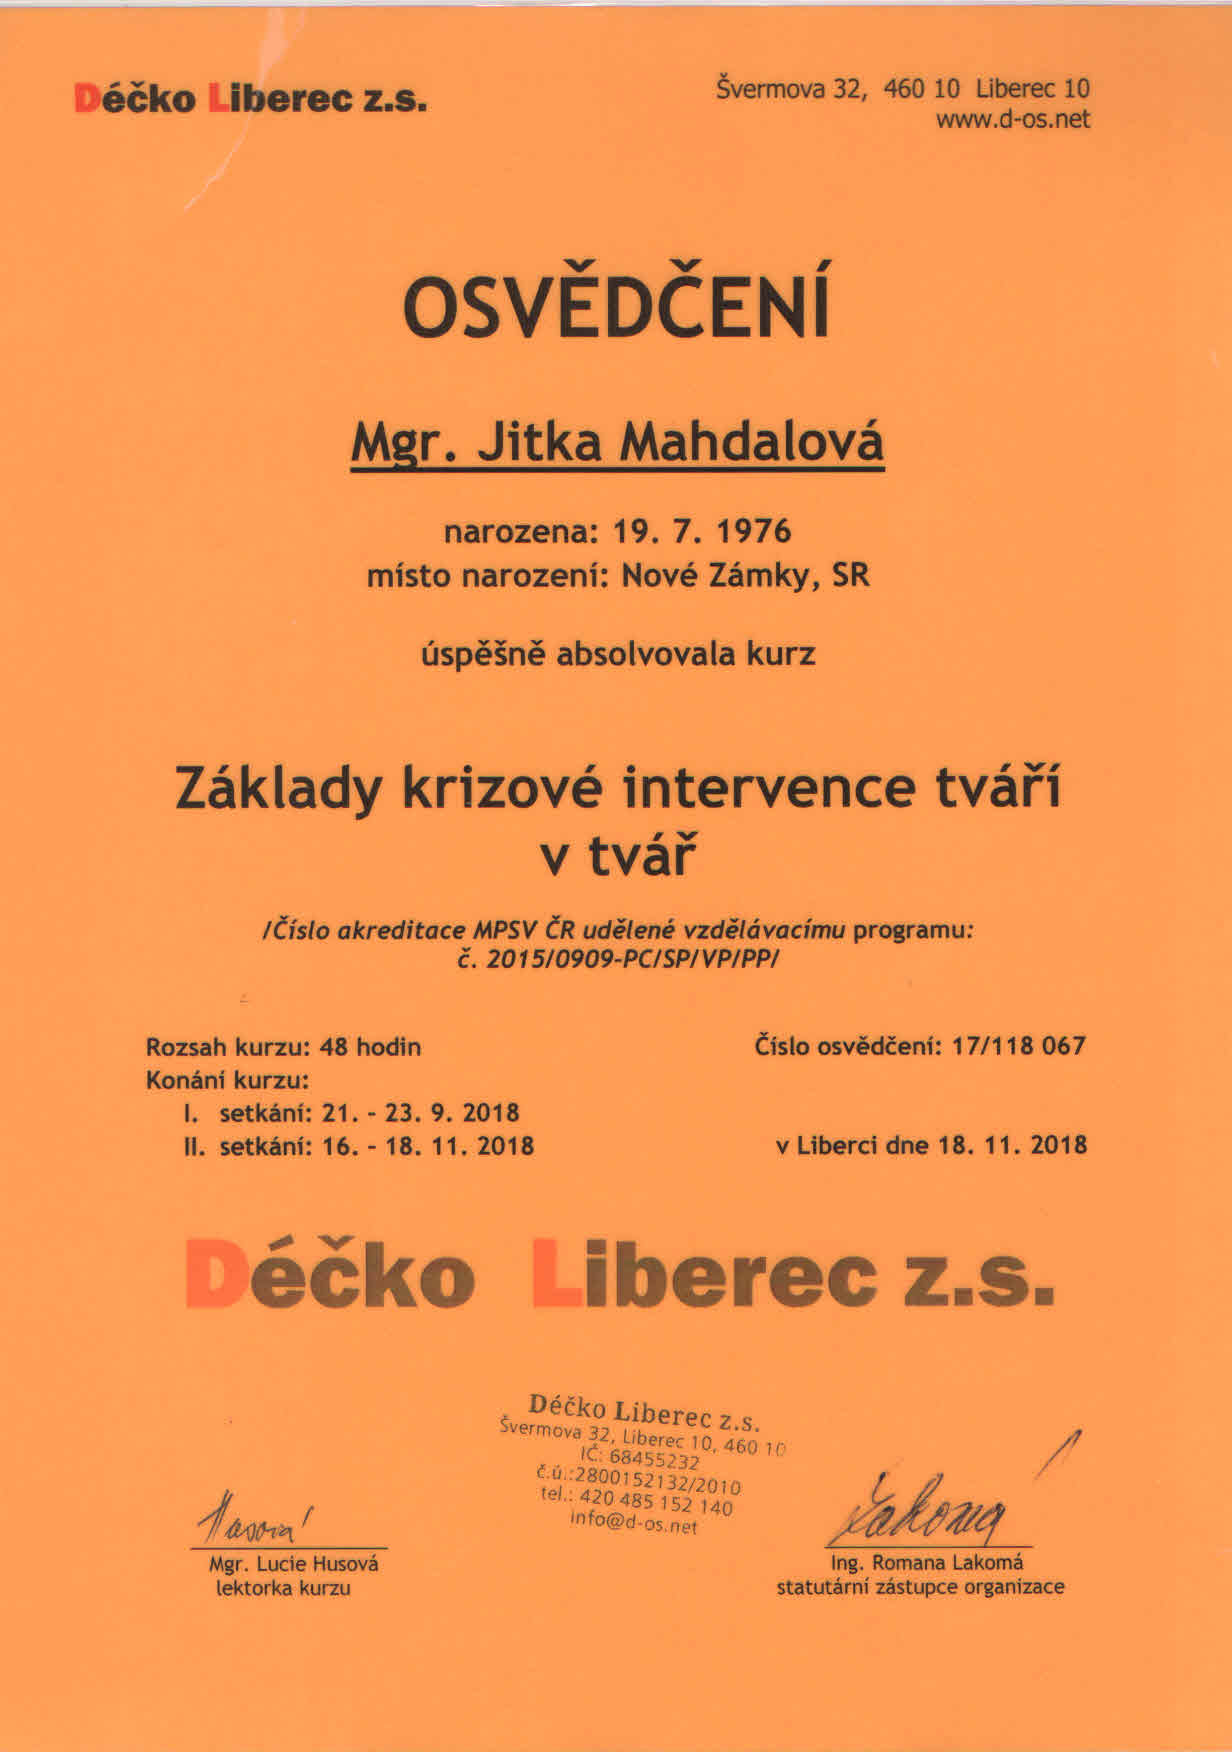 Déčko Liberec z.s.
Švermova 32, 460 10 Liberec 10
www.d-os.net
OSVĚDČENÍ
Mgr. Jitka Mahdalová
narozena: 19. 7. 1976
místo narození: Nové Zámky, SR
úspěšně absolvovala kurz
Základy krizové intervence tváří
v tvář
/Číslo akreditace MPSV ČR udělené vzdělávacímu programu:
č. 2015/0909-PC/SP/VP/PP/
Rozsah kurzu: 48 hodin
Číslo osvědčení: 17/118 067
Konání kurzu:
I. setkání: 21. - 23. 9. 2018
II. setkání: 16. - 18. 11. 2018
v Liberci dne 18. 11. 2018
Déčko Liberec z.s.
Déčko Liberec z.s.
Švermova 32, Liberec 10, 460 10
IČ: 68455232
č.ú.:2800152132/2010
tel.: 420 485 152 140
info@d-os.net
Husová
Lakomá
Mgr. Lucie Husová
lektorka kurzu
Ing. Romana Lakomá
statutární zástupce organizace